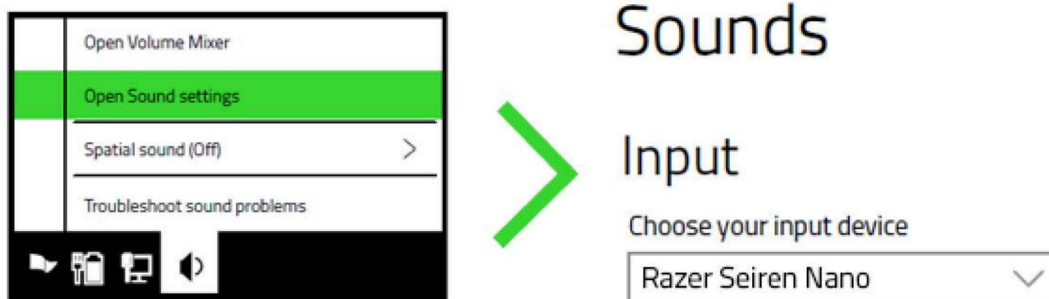 Open Volume Mixer
Open Sound settings
Spatial sound (Off)
Troubleshoot sound problems
Sounds
Input
Choose your input device
Razer Seiren Nano